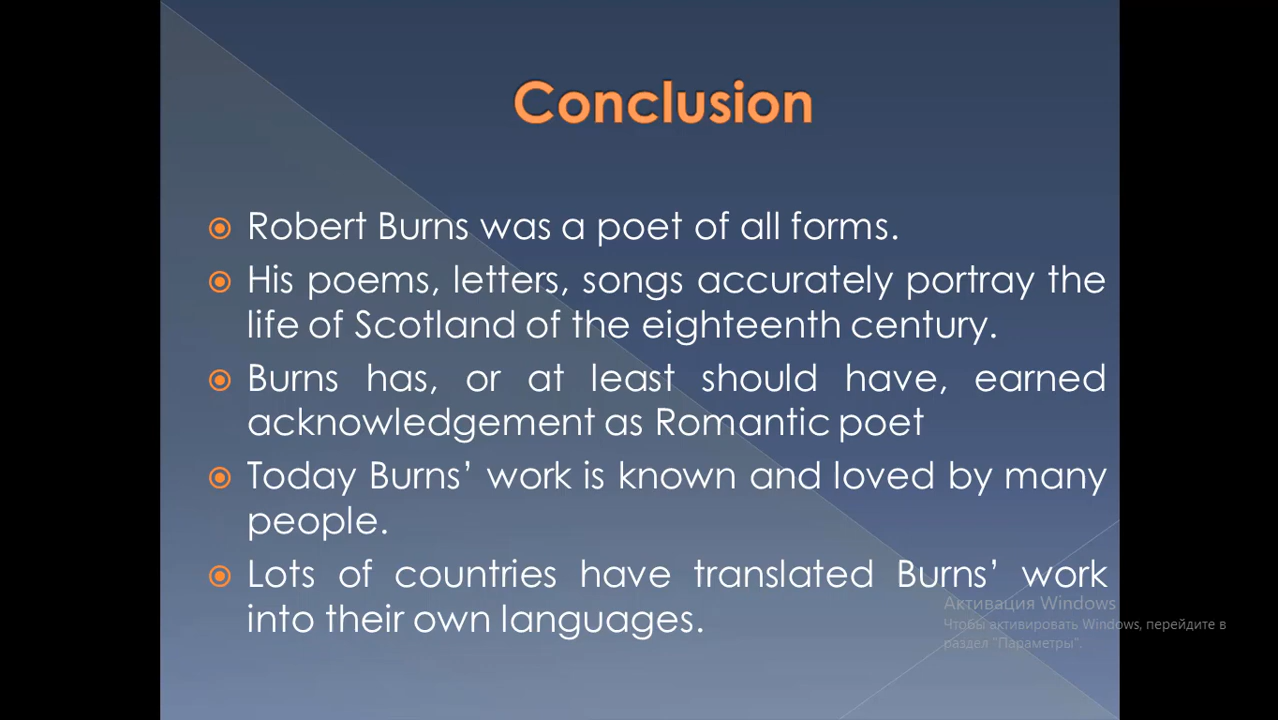 Conclusion
Robert Burns was a poet of all forms.
His poems, letters, songs accurately portray the
life of Scotland of the eighteenth century.
Burns has, or at least should have, earned
acknowledgement as Romantic poet
Today Burns’ work is known and loved by many
people.
Lots of countries have translated Burns’ work
into their own languages.
Активация Windows
Чтобы активировать Windows, перейдите в
раздел "Параметры".